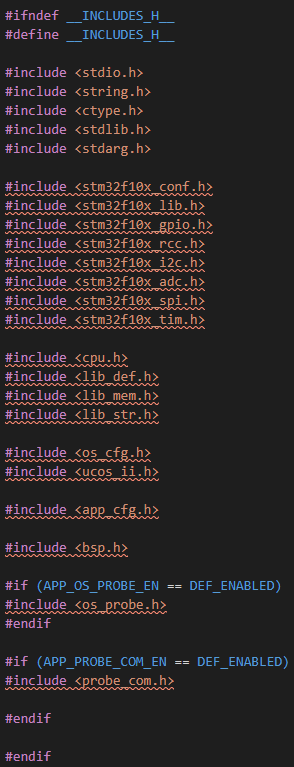 #ifndef __INCLUDES_H__
#define __INCLUDES_H__
#include <stdio.h>
#include <string.h>
#include <ctype.h>
#include <stdlib.h>
#include <stdarg.h>
#include <stm32f10x_conf.h>
#include <stm32f10x_lib.h>
#include <stm32f10x_gpio.h>
#include <stm32f10x_rcc.h>
#include <stm32f10x_i2c.h>
#include <stm32f10x_adc.h>
#include <stm32f10x_spi.h>
#include <stm32f10x_tim.h>
#include <cpu.h>
#include <lib_def.h>
#include <lib_mem.h>
#include <lib_str.h>
#include <os_cfg.h>
#include <ucos_ii.h>
#include <app_cfg.h>
#include <bsp.h>
#if (APP_OS_PROBE_EN == DEF_ENABLED)
#include <os_probe.h>
#endif
#if (APP_PROBE_COM_EN == DEF_ENABLED)
#include <probe_com.h>
#endif
#endif